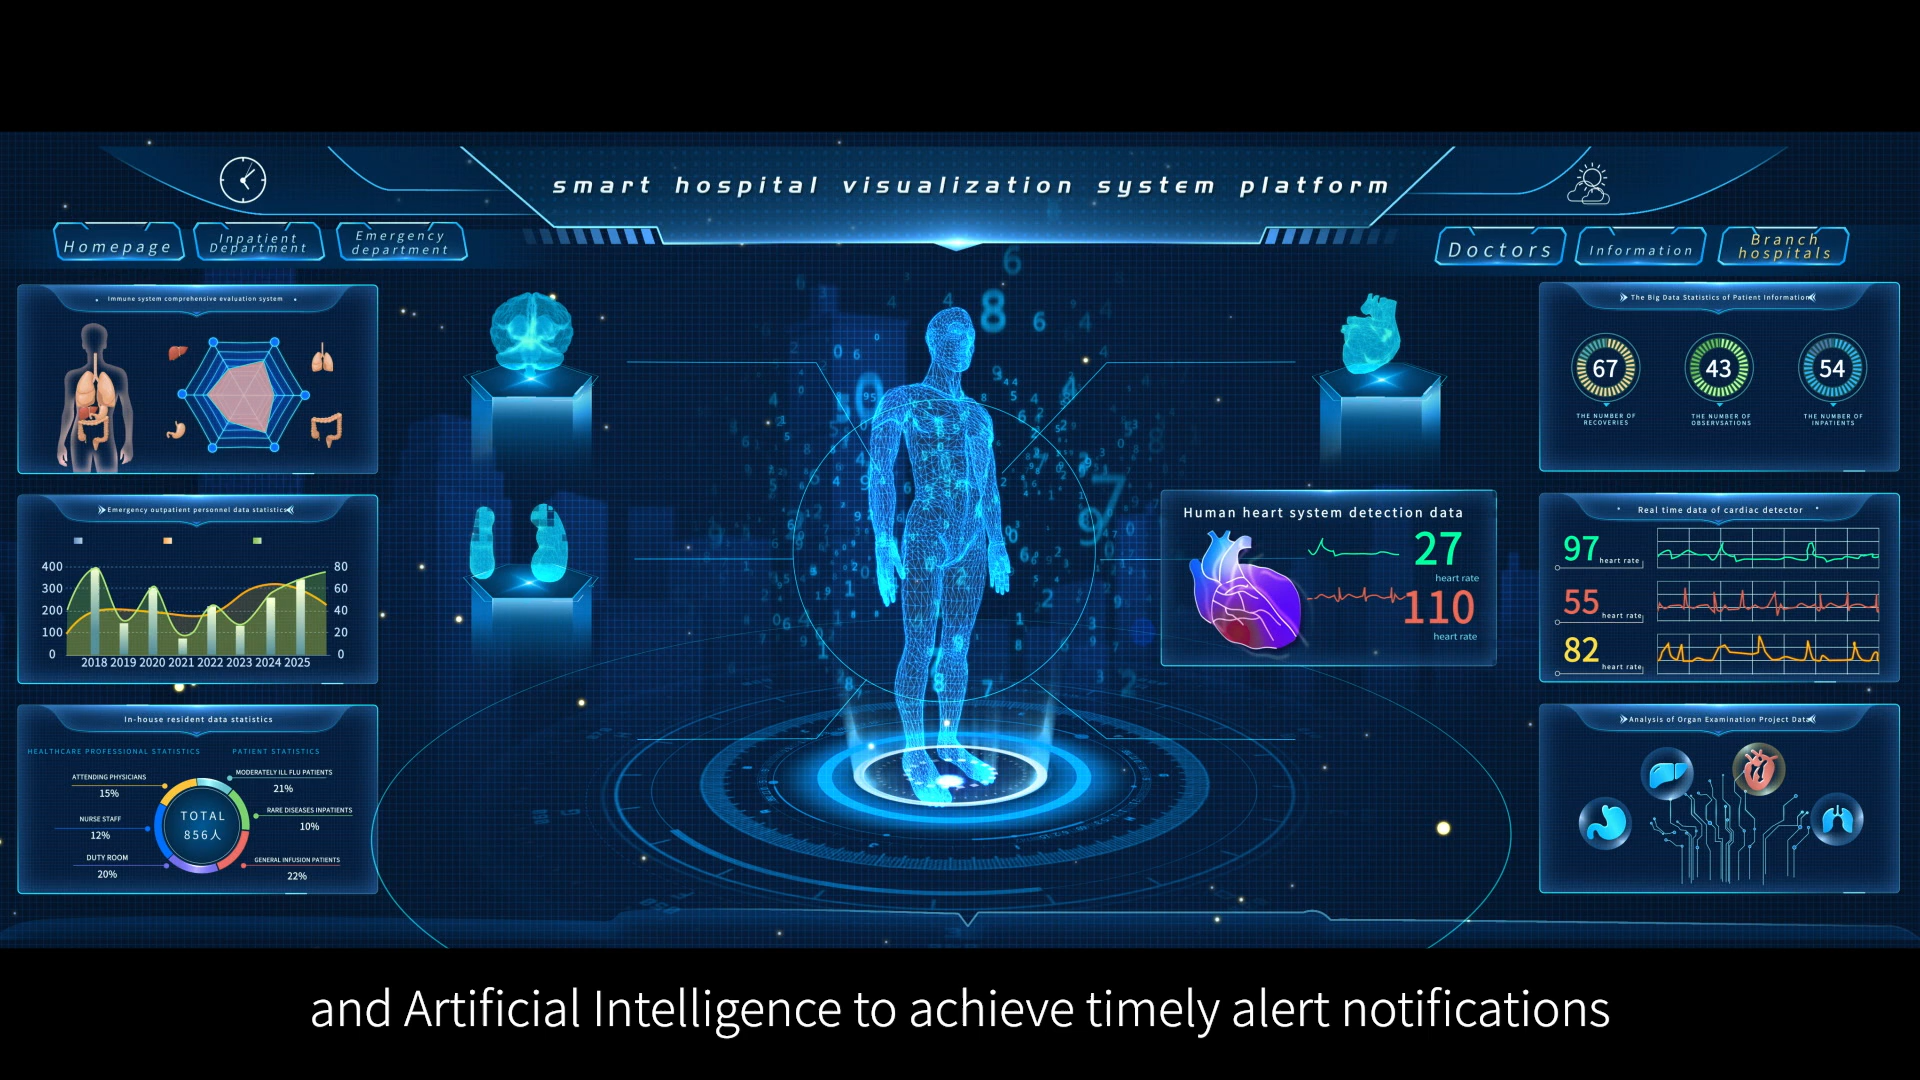 smart hospital visualization system platform
Homepage
Inpatient
Department
Emergency
department
Doctors
Information
Branch
hospitals
Immune system comprehensive evaluation system
Emergency outpatient personnel data statistics
400
300
200
100
0
80
60
40
20
0
2018 2019 2020 2021 2022 2023 2024 2025
In-house resident data statistics
HEALTHCARE PROFESSIONAL STATISTICS
PATIENT STATISTICS
ATTENDING PHYSICIANS
15%
NURSE STAFF
12%
DUTY ROOM
20%
TOTAL
856人
MODERATELY ILL FLU PATIENTS
21%
RARE DISEASES INPATIENTS
10%
GENERAL INFUSION PATIENTS
22%
Human heart system detection data
27
heart rate
110
heart rate
The Big Data Statistics of Patient Information
67
THE NUMBER OF
RECOVERIES
43
THE NUMBER OF
OBSERVSATIONS
54
THE NUMBER OF
INPATIENTS
Real time data of cardiac detector
97 heart rate
55 heart rate
82 heart rate
Analysis of Organ Examination Project Data
and Artificial Intelligence to achieve timely alert notifications